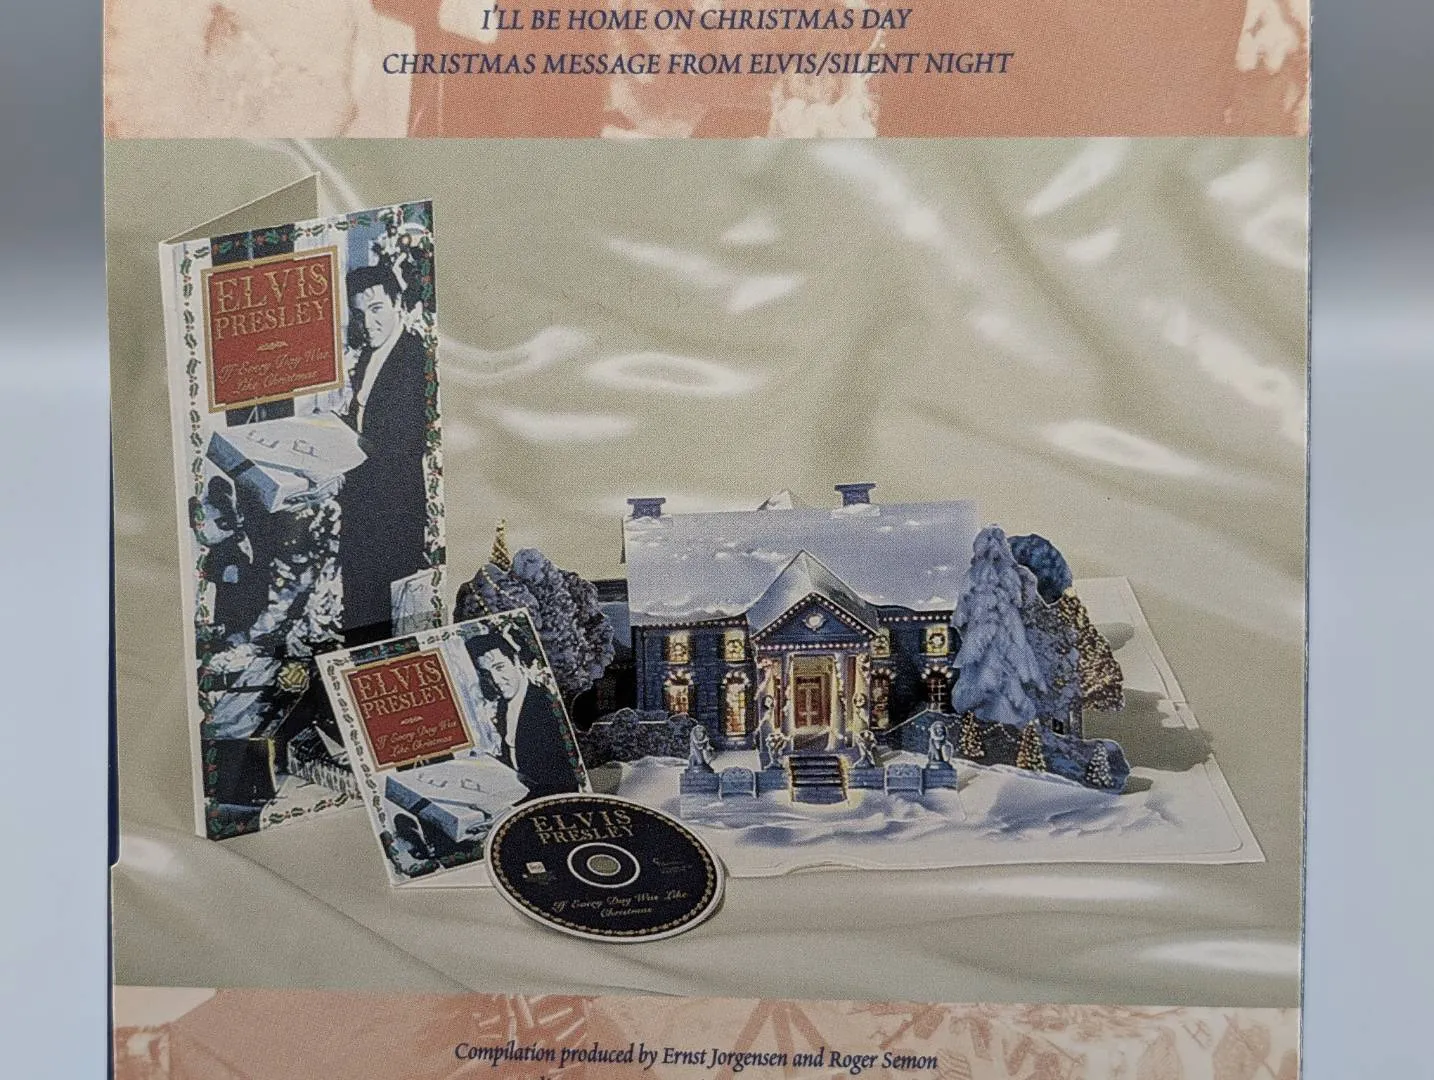 I'LL BE HOME ON CHRISTMAS DAY
CHRISTMAS MESSAGE FROM ELVIS/SILENT NIGHT
ELVIS
PRESLEY
If Every Day Was
Like Christmas
ELVIS
PRESLEY
If Every Day Was
Like Christmas
ELVIS
PRESLEY
If Every Day Was Like
Christmas
Compilation produced by Ernst Jorgensen and Roger Semon